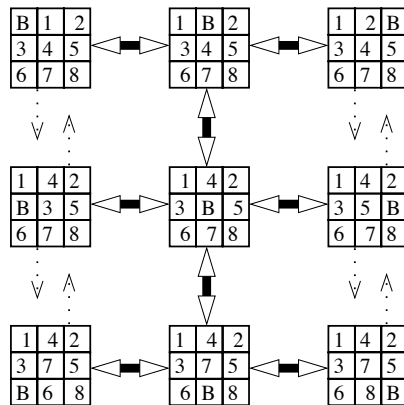 B 1 2 1 B 2 1 2 B
3 4 5 3 4 5 3 4 5
6 7 8 6 7 8 6 7 8
1 4 2 1 4 2 1 4 2
B 3 5 3 B 5 3 5 B
6 7 8 6 7 8 6 7 8
1 4 2 1 4 2 1 4 2
3 7 5 3 7 5 3 7 5
B 6 8 6 B 8 6 8 B